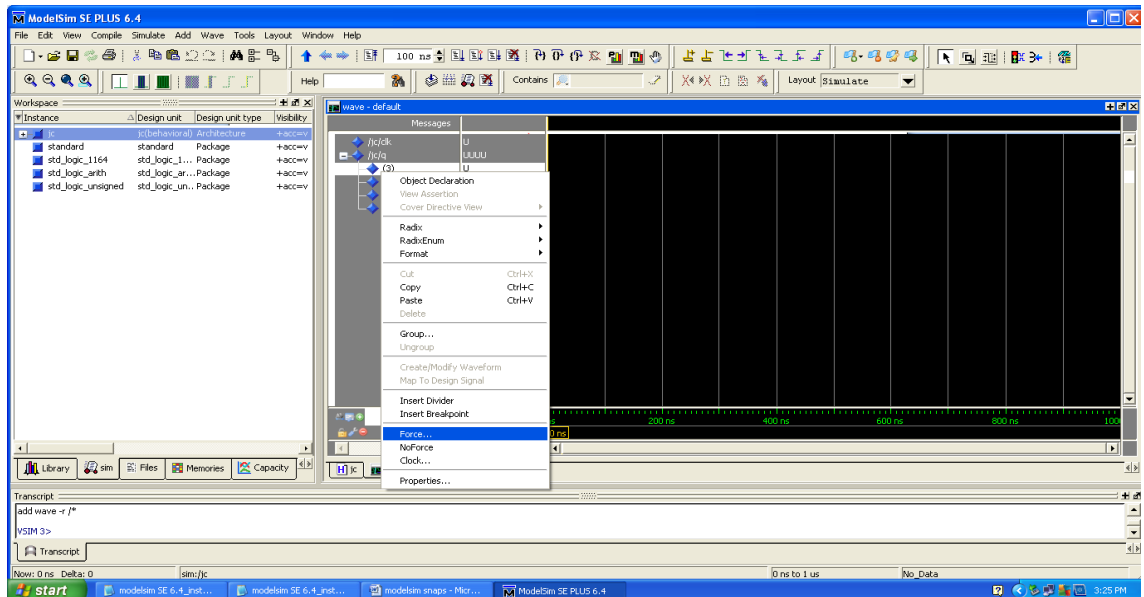 ModelSim SE PLUS 6.4
File Edit View Compile Simulate Add Wave Tools Layout Window Help
100 ns
Help
Contains
Layout Simulate
Workspace
Instance Design unit Design unit type Visibility
jc jc(behavioral) Architecture +acc=v
standard standard Package +acc=v
std_logic_1164 std_logic_1... Package +acc=v
std_logic_arith std_logic_ar... Package +acc=v
std_logic_unsigned std_logic_un... Package +acc=v
Library sim Files Memories Capacity
wave - default
Messages
/jc/clk U
/jc/q UUUU
(3) U
Object Declaration
View Assertion
Cover Directive View
Radix
RadixEnum
Format
Cut Ctrl+X
Copy Ctrl+C
Paste Ctrl+V
Delete
Group...
Ungroup
Create/Modify Waveform
Map To Design Signal
Insert Divider
Insert Breakpoint
Force...
NoForce
Clock...
Properties...
200 ns 400 ns 600 ns 800 ns 100
0 ns
jc
Transcript
add wave -r /*
VSIM 3>
Transcript
Now: 0 ns Delta: 0 sim:/jc 0 ns to 1 us No_Data
start modelsim SE 6.4_inst... modelsim SE 6.4_inst... modelsim snaps - Micr... ModelSim SE PLUS 6.4 3:25 PM